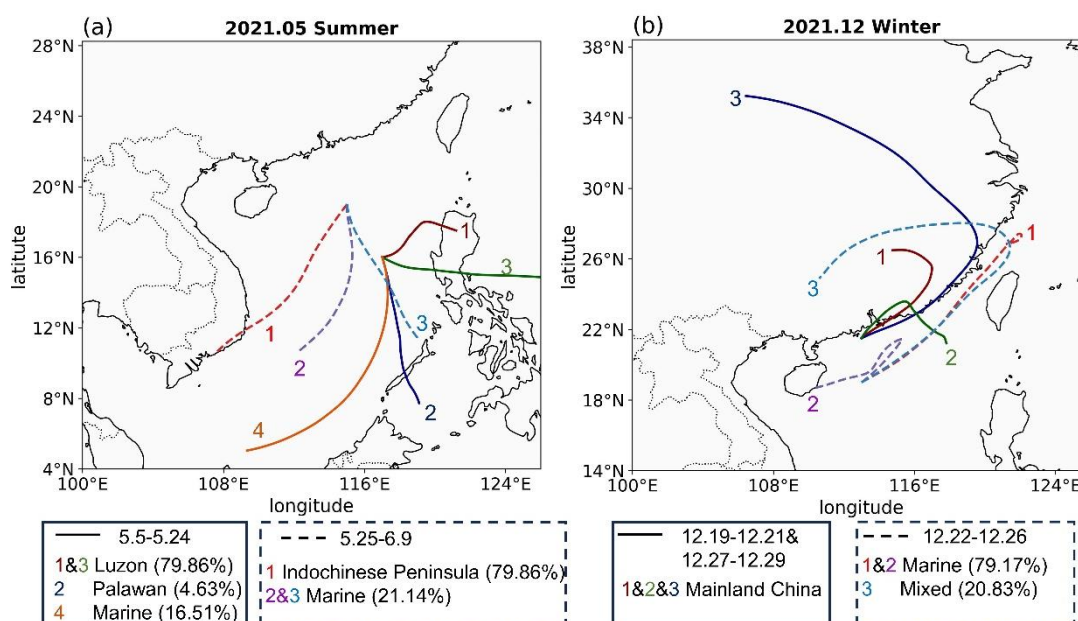 (a)
2021.05 Summer
28°N
24°N
19°N
16°N
12°N
8°N
4°N
latitute
100°E
108°E
116°E
124°E
longitude
1
3
1
3
2
2
4
5.5-5.24
1&3 Luzon (79.86%)
2 Palawan (4.63%)
4 Marine (16.51%)
5.25-6.9
1 Indochinese Peninsula (79.86%)
2&3 Marine (21.14%)
(b)
2021.12 Winter
38°N
34°N
30°N
26°N
22°N
18°N
14°N
latitute
100°E
108°E
116°E
124°E
longitude
3
1
1
3
2
2
12.19-12.21&
12.27-12.29
1&2&3 Mainland China
12.22-12.26
1&2 Marine (79.17%)
3 Mixed (20.83%)